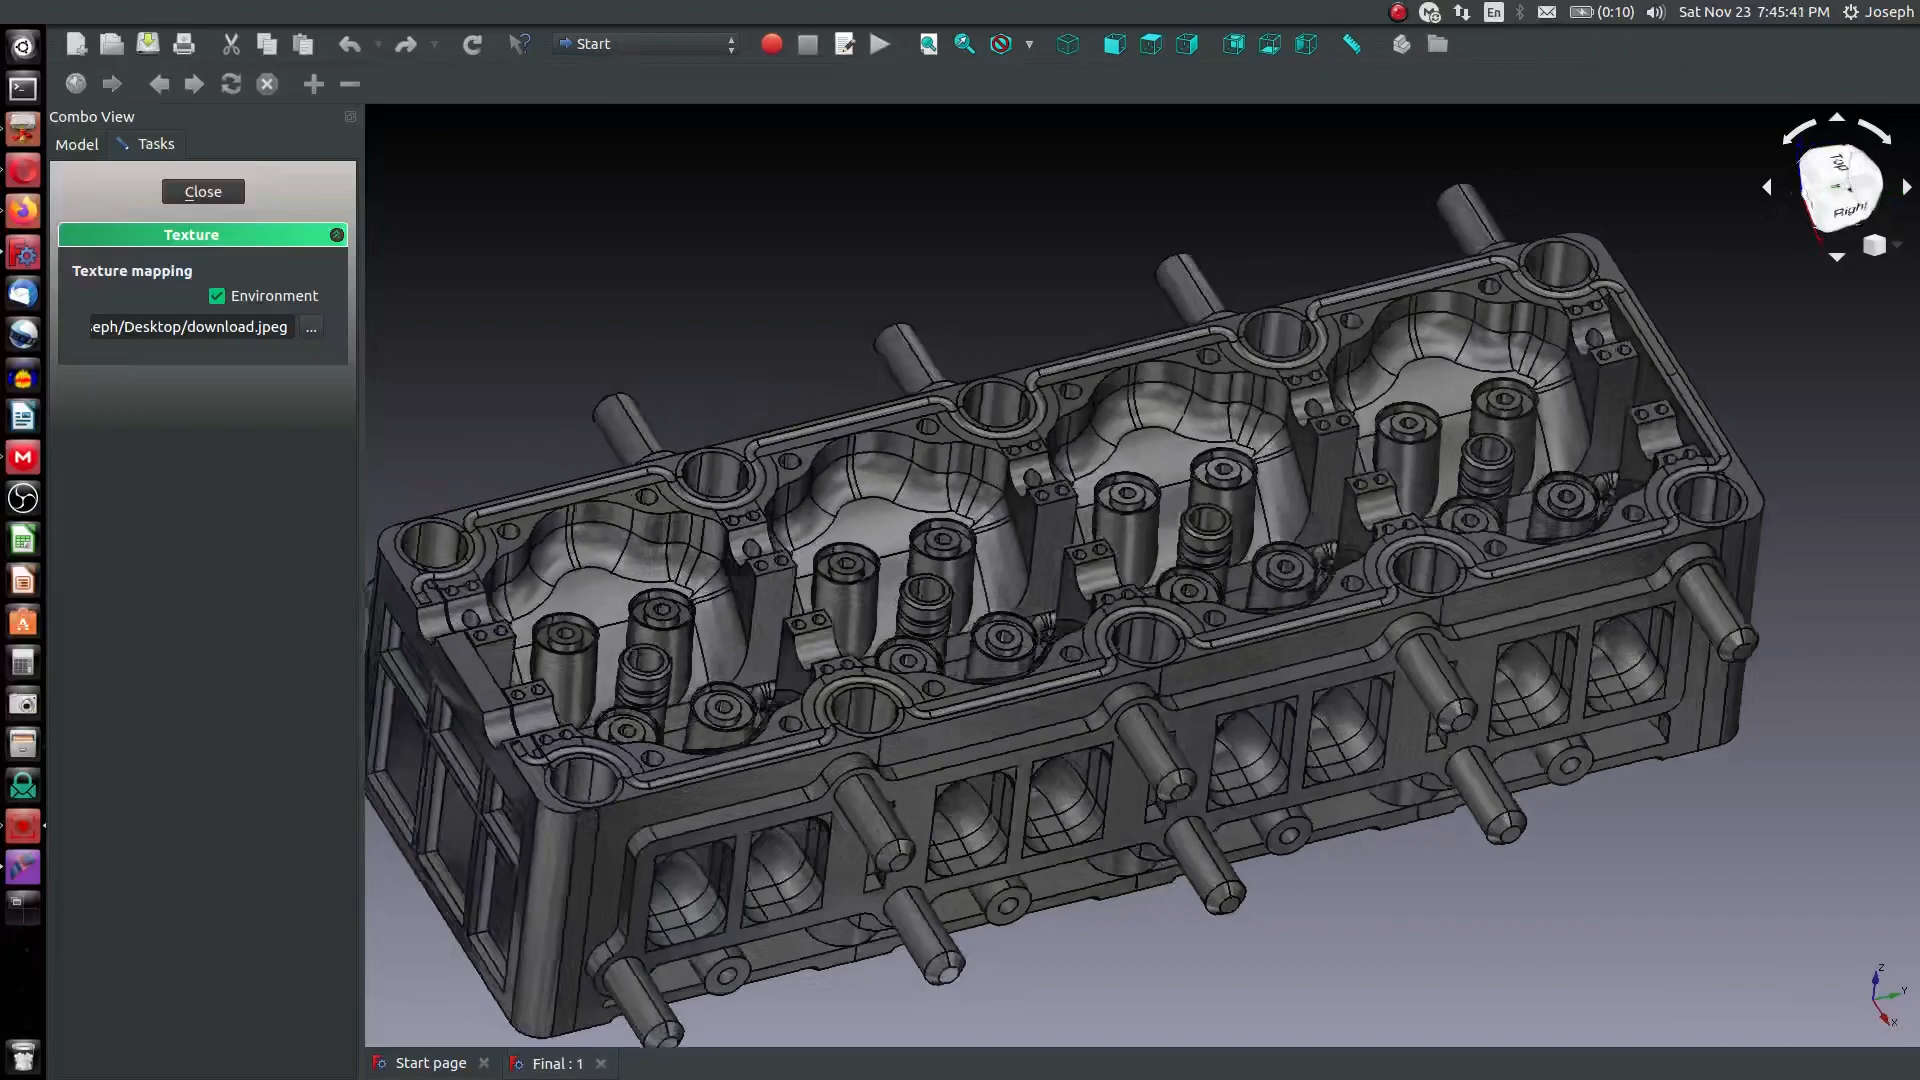 En
(0:10)
Sat Nov 23 7:45:41 PM
Joseph
Start
Combo View
Model
Tasks
Close
Texture
Texture mapping
Environment
eph/Desktop/download.jpeg
...
Top
Right
Z
Y
X
Start page
Final : 1